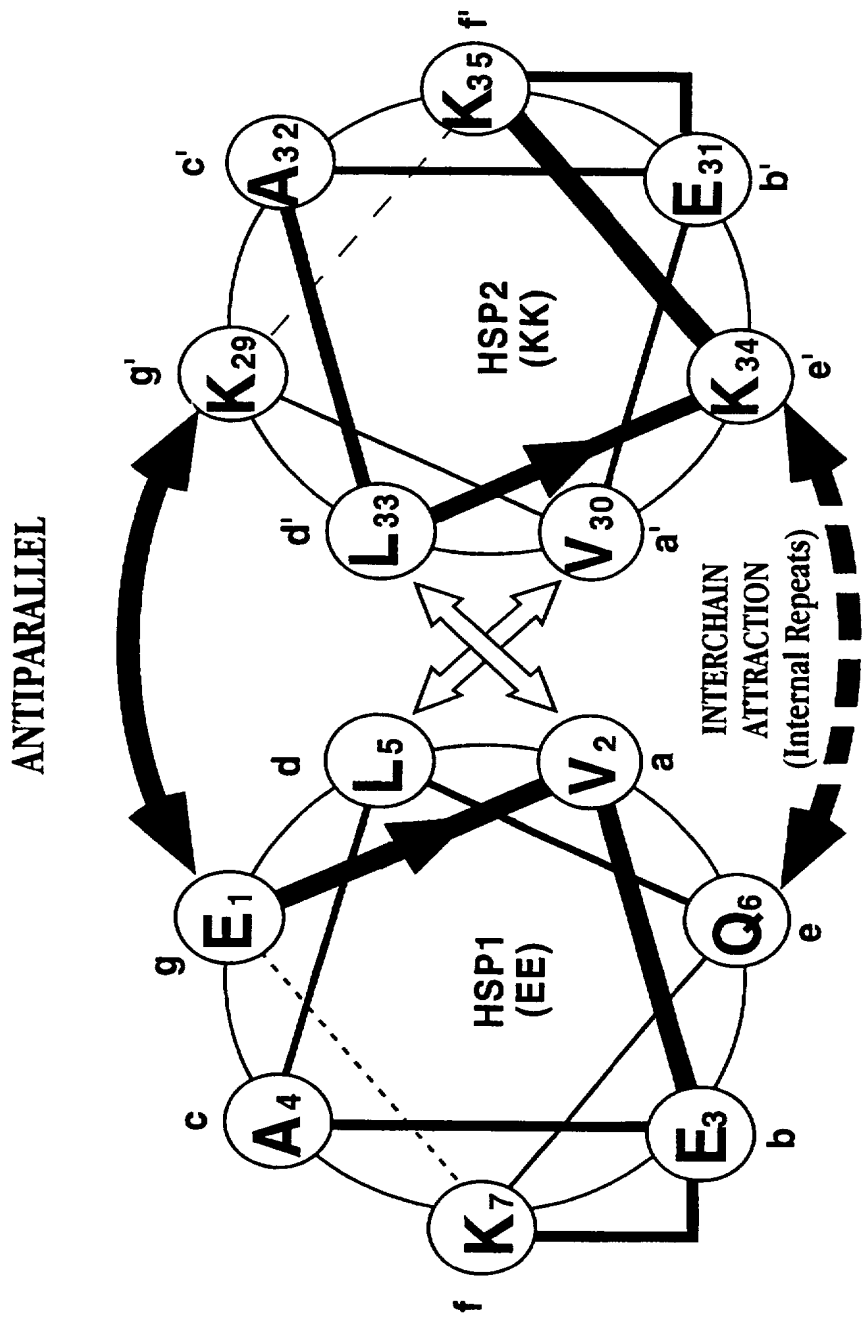 ANTIPARALLEL
g
g'
c
c'
E1
K29
A4
A32
d
d'
L5
L33
f
K7
HSP1
(EE)
HSP2
(KK)
K35
f'
V2
V30
a
a'
E3
E31
Q6
K34
b
b'
e
e'
INTERCHAIN
ATTRACTION
(Internal Repeats)